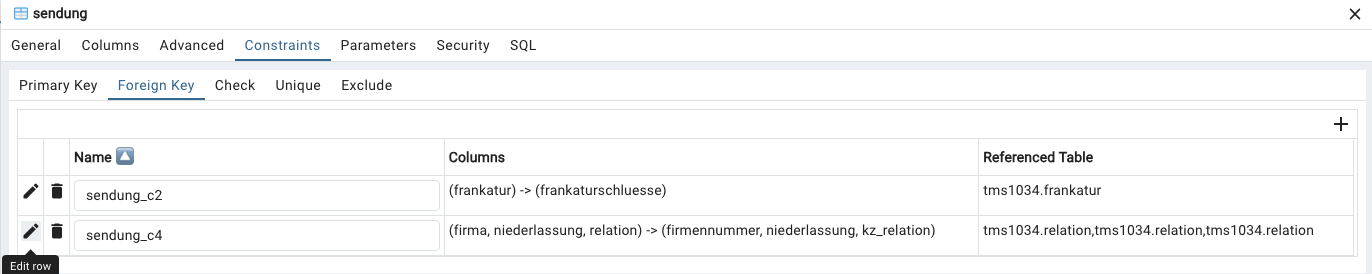 sendung
General Columns Advanced Constraints Parameters Security SQL
Primary Key Foreign Key Check Unique Exclude
Name Columns Referenced Table
sendung_c2 (frankatur) -> (frankaturschluesse) tms1034.frankatur
sendung_c4 (firma, niederlassung, relation) -> (firmennummer, niederlassung, kz_relation) tms1034.relation,tms1034.relation,tms1034.relation
Edit row